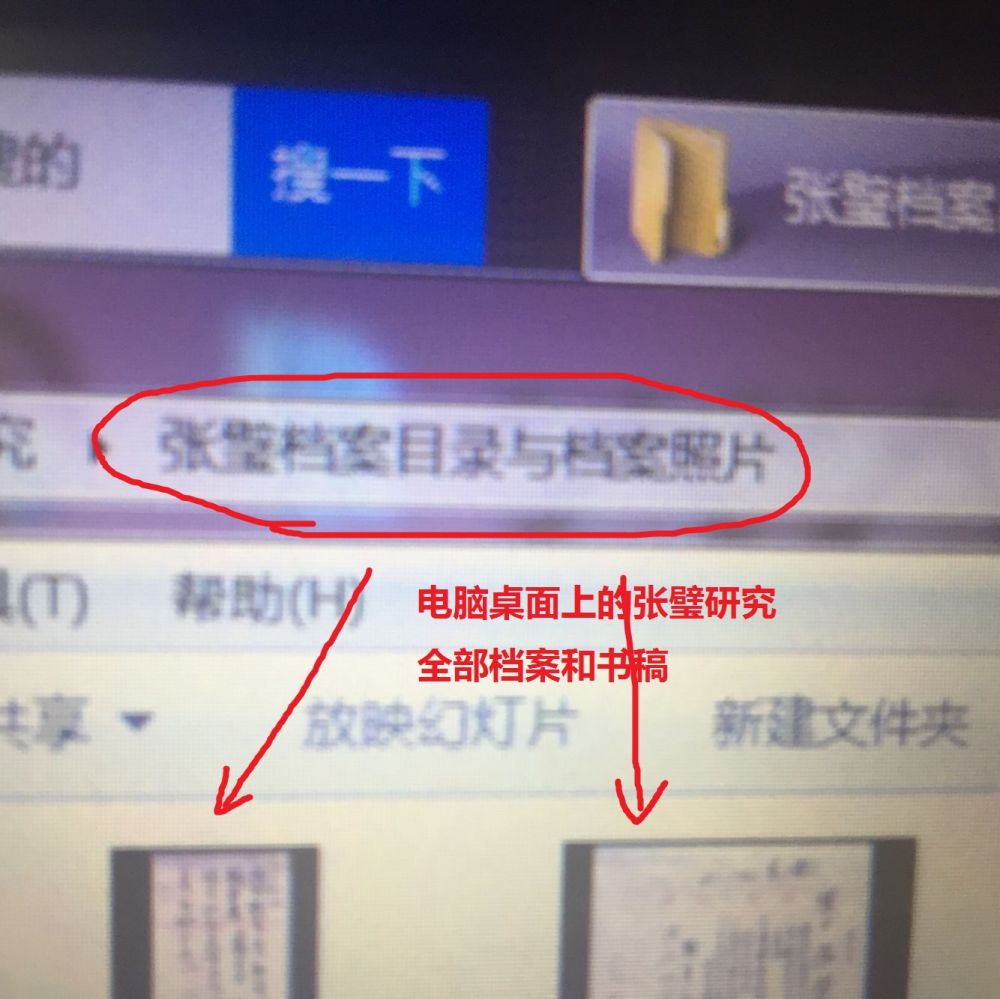 搜的
搜一下
张璧档案
究 ▸ 张璧档案目录与档案照片
具(T) 帮助(H)
电脑桌面上的张璧研究
全部档案和书稿
共享 放映幻灯片 新建文件夹